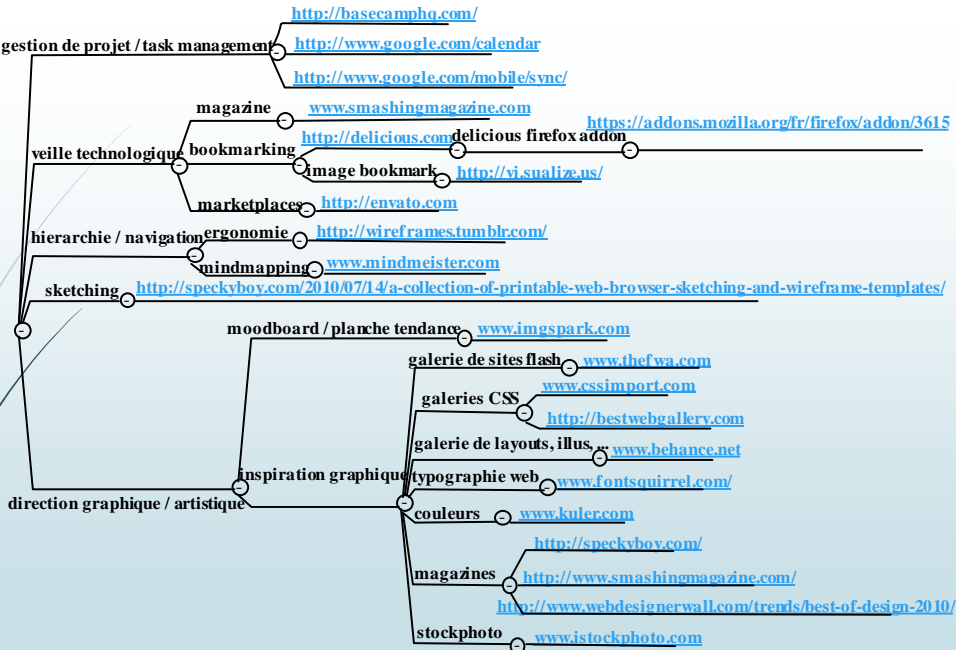 http://basecamphq.com/
gestion de projet / task management
http://www.google.com/calendar
http://www.google.com/mobile/sync/
magazine
www.smashingmagazine.com
veille technologique
bookmarking
http://delicious.com
delicious firefox addon
https://addons.mozilla.org/fr/firefox/addon/3615
image bookmark
http://vi.sualize.us/
marketplaces
http://envato.com
hierarchie / navigation
ergonomie
http://wireframes.tumblr.com/
mindmapping
www.mindmeister.com
sketching
http://speckyboy.com/2010/07/14/a-collection-of-printable-web-browser-sketching-and-wireframe-templates/
moodboard / planche tendance
www.imgspark.com
galerie de sites flash
www.thefwa.com
galeries CSS
www.cssimport.com
http://bestwebgallery.com
galerie de layouts, illus, ...
www.behance.net
direction graphique / artistique
inspiration graphique
typographie web
www.fontsquirrel.com/
couleurs
www.kuler.com
magazines
http://speckyboy.com/
http://www.smashingmagazine.com/
http://www.webdesignerwall.com/trends/best-of-design-2010/
stockphoto
www.istockphoto.com